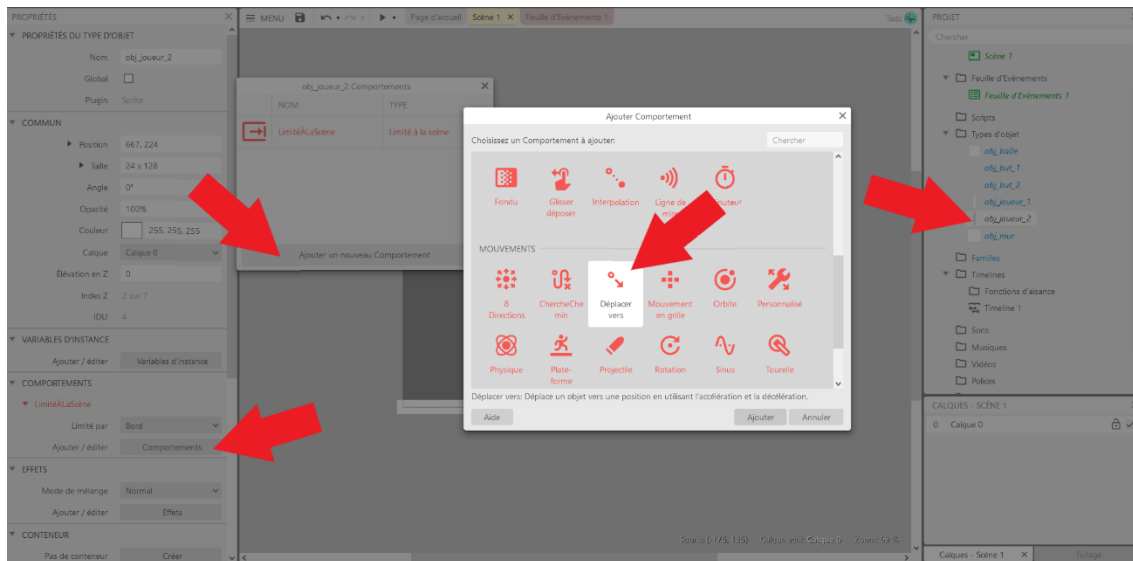 PROPRIÉTÉS
PROPRIÉTÉS DU TYPE D'OBJET
Nom obj_joueur_2
Global
Plugin Sprite
COMMUN
Position 667, 224
Taille 24 x 128
Angle 0°
Opacité 100%
Couleur 255, 255, 255
Calque Calque 0
Élévation en Z 0
Index Z 2 sur 7
IDU 4
VARIABLES D'INSTANCE
Ajouter / éditer Variables d'instance
COMPORTEMENTS
LimitéÀLaScène
Limité par Bord
Ajouter / éditer Comportements
EFFETS
Mode de mélange Normal
Ajouter / éditer Effets
CONTENEUR
Pas de conteneur Créer
MENU
Page d'accueil
Scène 1
Feuille d'Evènements 1
Tadz
obj_joueur_2 Comportements
NOM TYPE
LimitéÀLaScène Limité à la scène
Ajouter un nouveau Comportement
Ajouter Comportement
Choisissez un Comportement à ajouter:
Chercher
Fondu
Glisser déposer
Interpolation
Ligne de
MOUVEMENTS
8 Directions
ChercheChemin
Déplacer vers
Mouvement en grille
Orbite
Personnalisé
Physique
Plate-forme
Projectile
Rotation
Sinus
Tourelle
Déplacer vers: Déplace un objet vers une position en utilisant l'accélération et la décélération.
Aide
Ajouter
Annuler
Calque 0
PROJET
Chercher
Scène 1
Feuille d'Evènements
Feuille d'Evènements 1
Scripts
Types d'objet
obj_balle
obj_but_1
obj_but_2
obj_joueur_1
obj_joueur_2
obj_mur
Familles
Timelines
Fonctions d'aisance
Timeline 1
Sons
Musiques
Vidéos
Polices
CALQUES - SCÈNE 1
0 Calque 0
Calques - Scène 1
Tuilage